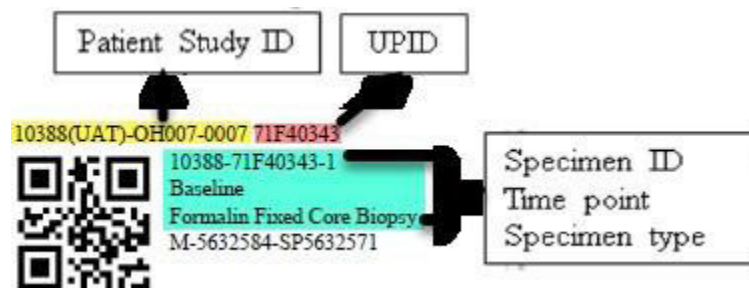 Patient Study ID
UPID
10388(UAT)-OH007-0007 71F40343
10388-71F40343-1
Baseline
Formalin Fixed Core Biopsy
M-5632584-SP5632571
Specimen ID
Time point
Specimen type